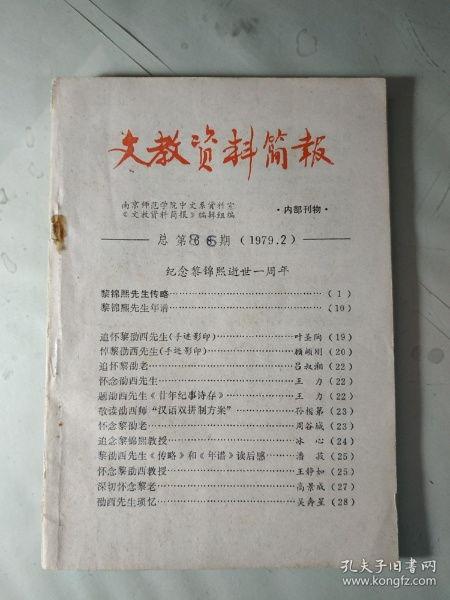 文教资料简报
南京师范学院中文系资料室
《文教资料简报》编辑组编
·内部刊物·
总第86期（1979.2）
纪念黎锦熙逝世一周年
黎锦熙先生传略……………（1）
黎锦熙先生年谱……………（10）
追怀黎劭西先生(手迹影印)……………叶圣陶（19）
悼黎劭西先生(手迹影印)……………顾颉刚（20）
追怀黎劭老……………吕叔湘（22）
怀念劭西先生……………王力（22）
题劭西先生《廿年纪事诗存》……………王力（22）
敬读劭西师“汉语双拼制方案”……………孙楷第（23）
怀念黎劭老……………周谷城（23）
追念黎锦熙教授……………冰心（24）
黎劭西先生《传略》和《年谱》读后感……………潘菽（25）
怀念黎劭西教授……………王静如（25）
深切怀念黎老……………高景成（27）
劭西先生琐忆……………吴奔星（28）
孔夫子旧书网
www.kongfz.com